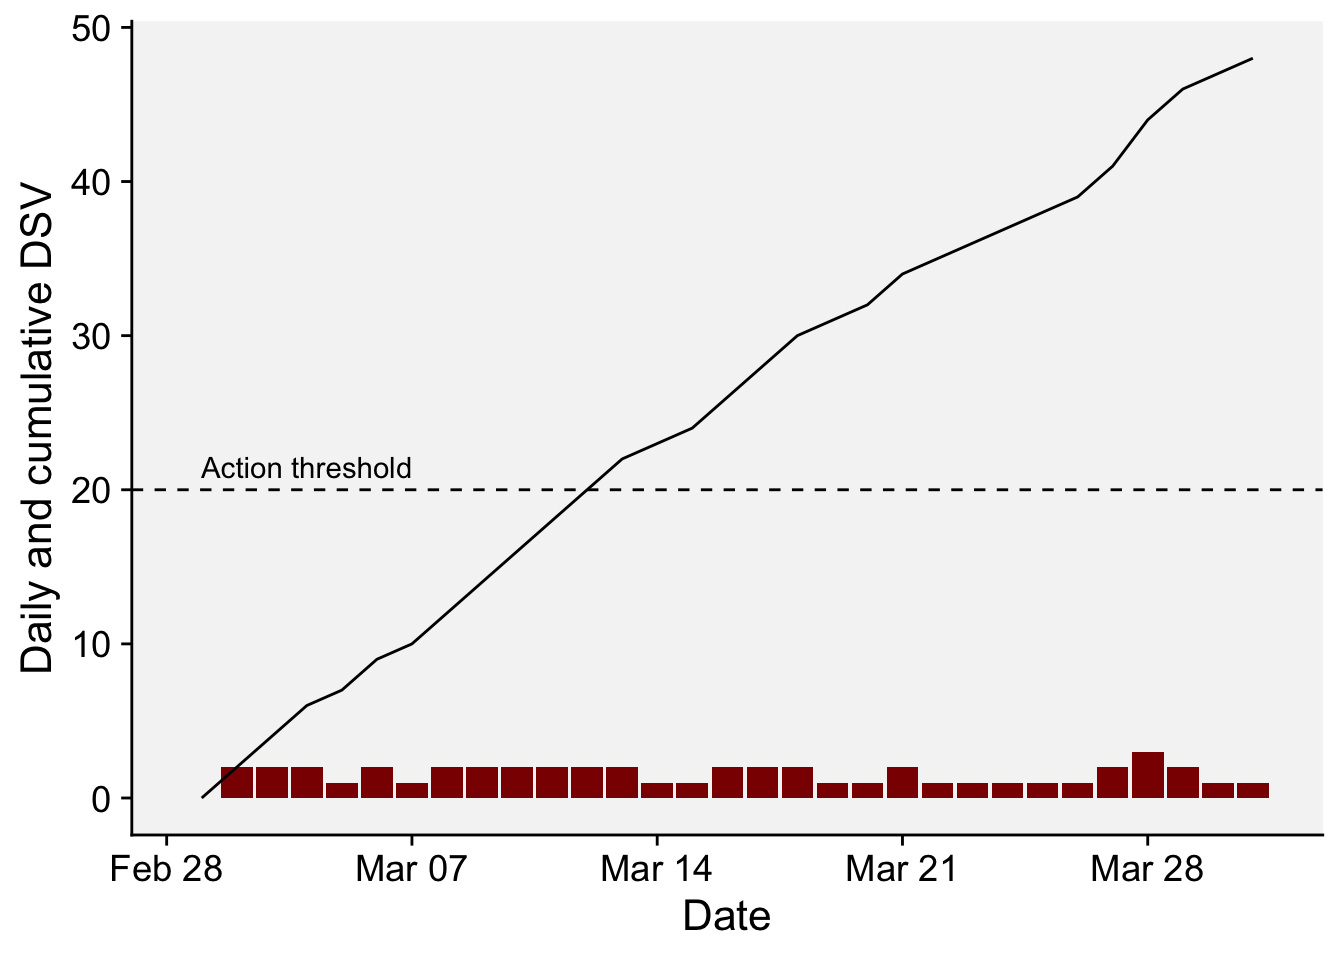 Daily and cumulative DSV
50
40
30
Action threshold
20
10
0
Feb 28
Mar 07
Mar 14
Mar 21
Mar 28
Date